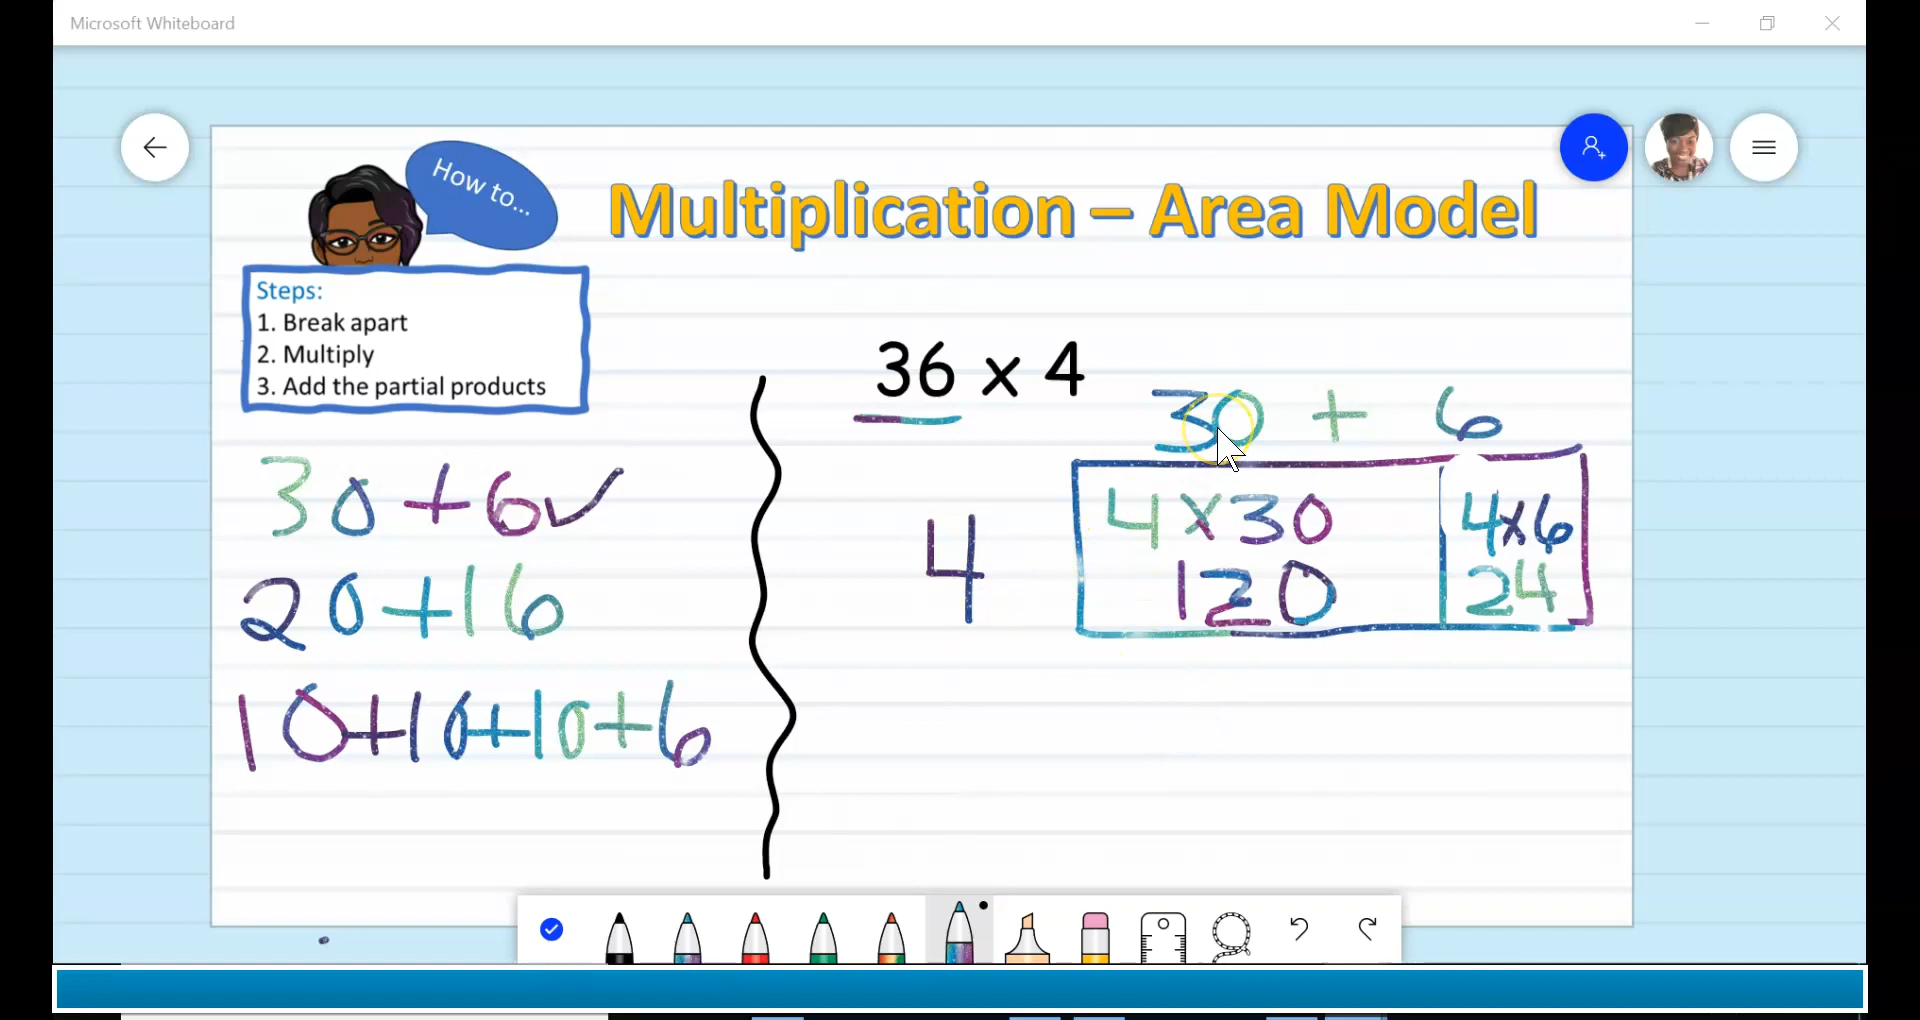 Microsoft Whiteboard
How to...
Multiplication – Area Model
Steps:
1. Break apart
2. Multiply
3. Add the partial products
36 x 4
30 + 6
30+6✓
20+16
10+10+10+6
4
4x30
120
4x6
24